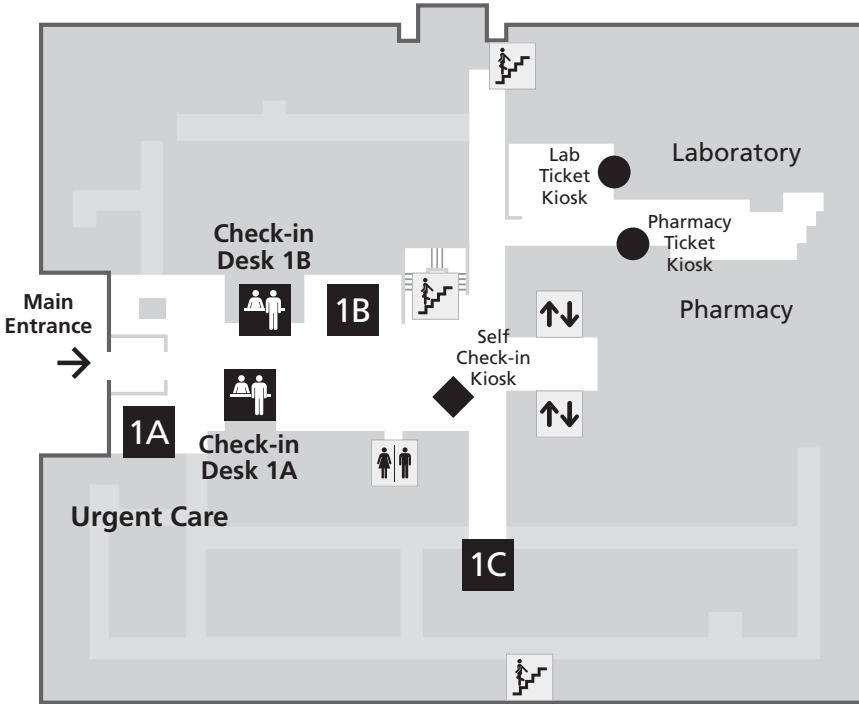 Lab
Ticket
Kiosk
Laboratory
Pharmacy
Ticket
Kiosk
Check-in
Desk 1B
Main
Entrance
1B
Pharmacy
Self
Check-in
Kiosk
1A
Check-in
Desk 1A
Urgent Care
1C